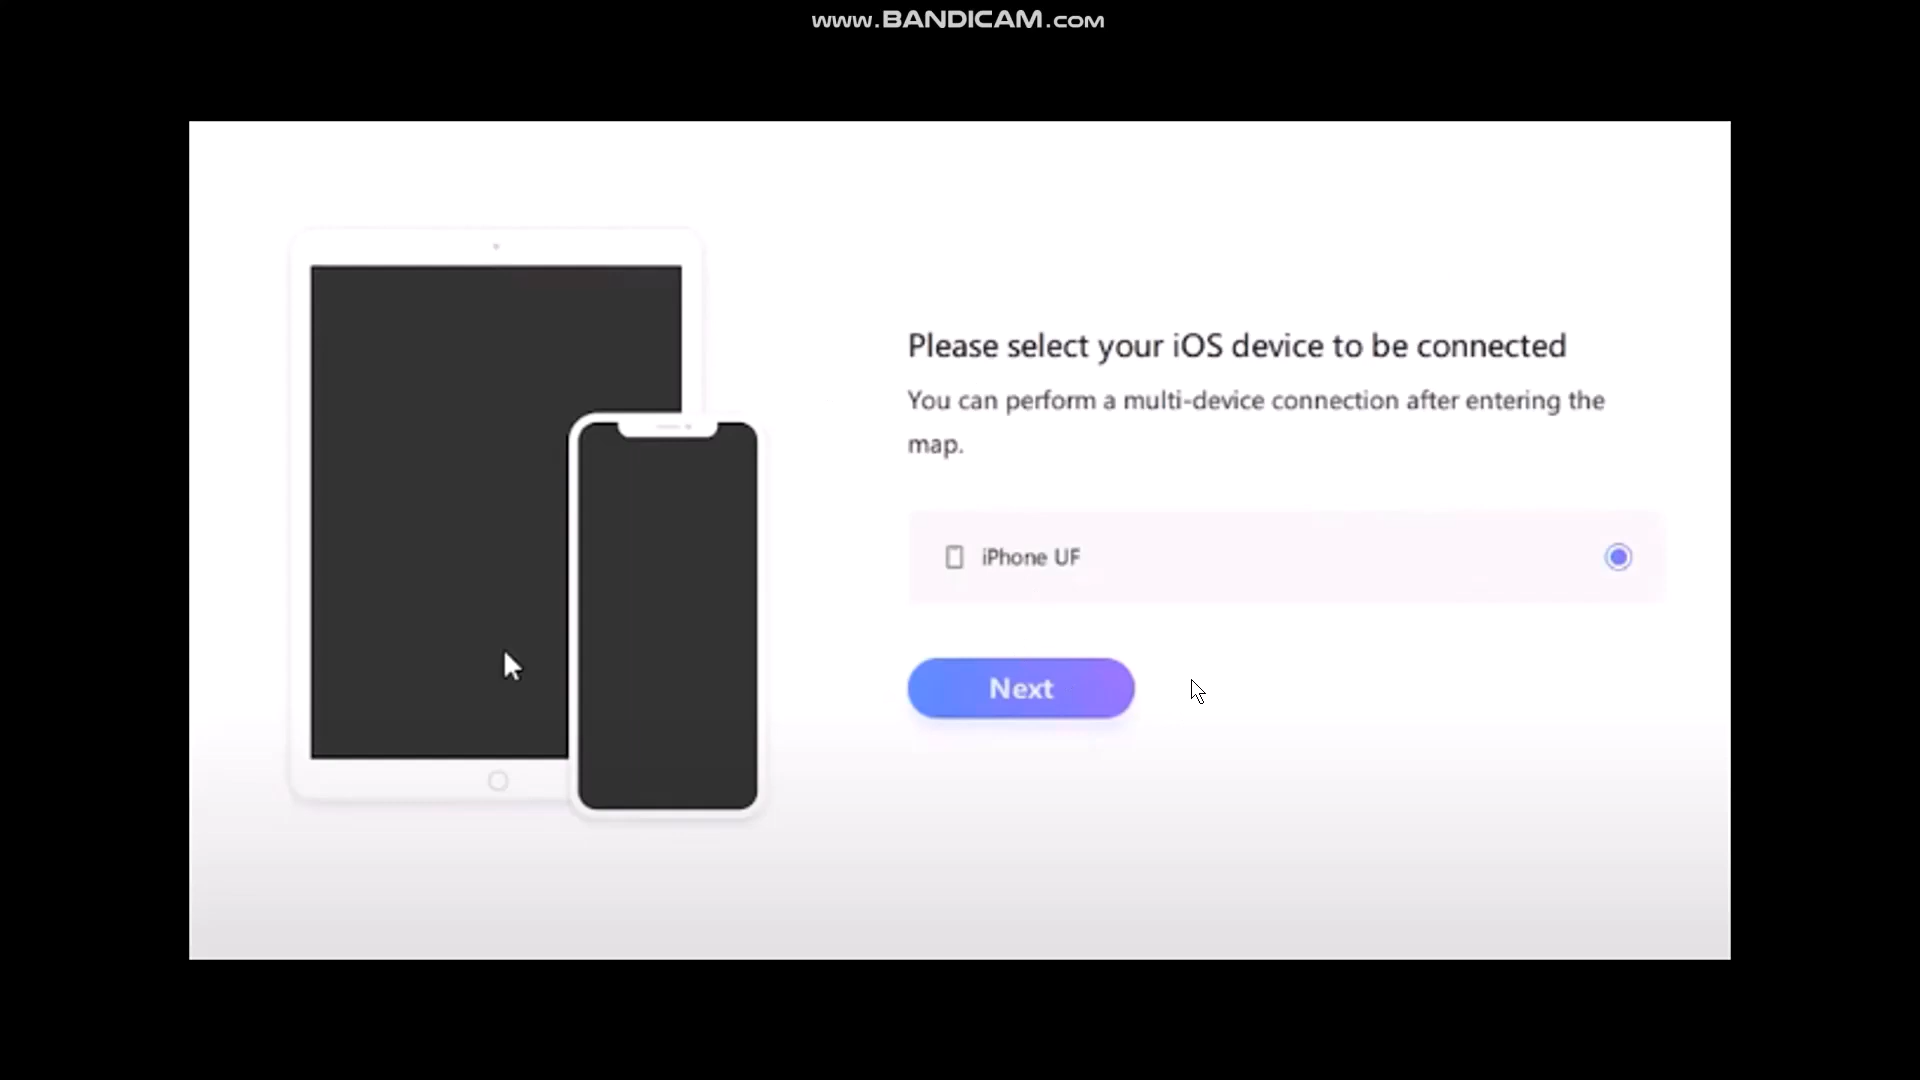 www.BANDICAM.COM
Please select your iOS device to be connected
You can perform a multi-device connection after entering the
map.
iPhone UF
Next